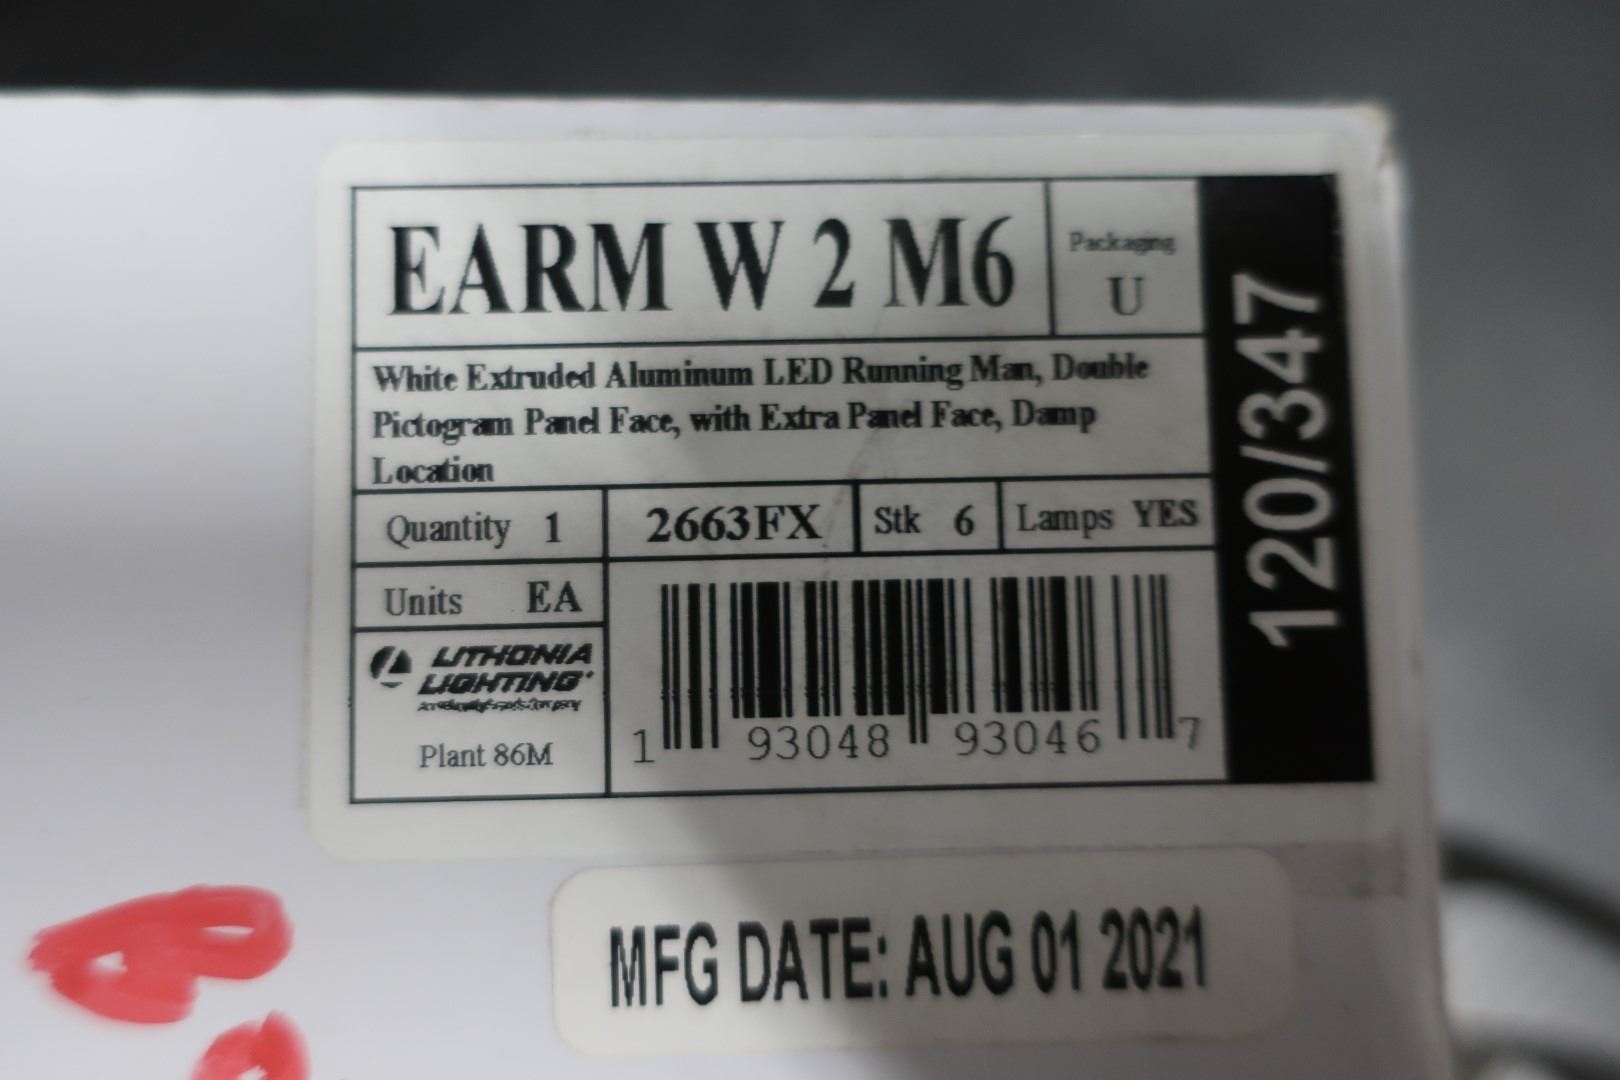 EARM W 2 M6
Packaging
U
120/347
White Extruded Aluminum LED Running Man, Double
Pictogram Panel Face, with Extra Panel Face, Damp
Location
Quantity 1
2663FX
Stk 6
Lamps YES
Units EA
LITHONIA
LIGHTING
Plant 86M
1 93048 93046 7
MFG DATE: AUG 01 2021